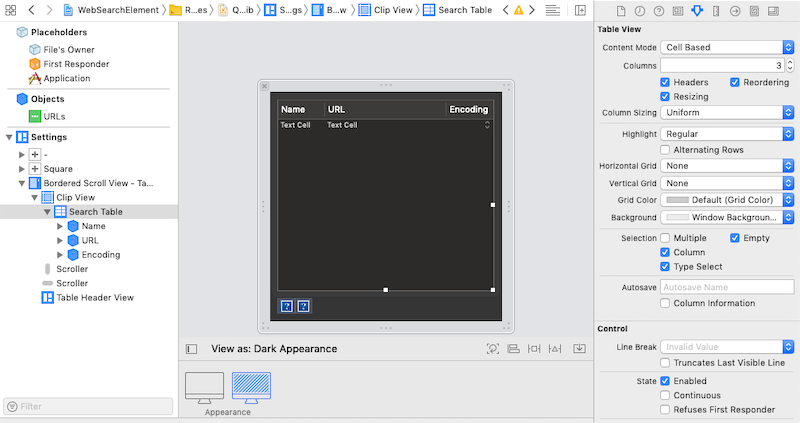 WebSearchElement R...es Q...ib S...gs B...w Clip View Search Table
Placeholders
File's Owner
First Responder
Application
Objects
URLs
Settings
-
Square
Bordered Scroll View - Ta...
Clip View
Search Table
Name
URL
Encoding
Scroller
Scroller
Table Header View
Filter
Name URL Encoding
Text Cell Text Cell
? ?
View as: Dark Appearance
Appearance
Table View
Content Mode Cell Based
Columns 3
Headers Reordering
Resizing
Column Sizing Uniform
Highlight Regular
Alternating Rows
Horizontal Grid None
Vertical Grid None
Grid Color Default (Grid Color)
Background Window Backgroun...
Selection Multiple Empty
Column
Type Select
Autosave Autosave Name
Column Information
Control
Line Break Invalid Value
Truncates Last Visible Line
State Enabled
Continuous
Refuses First Responder